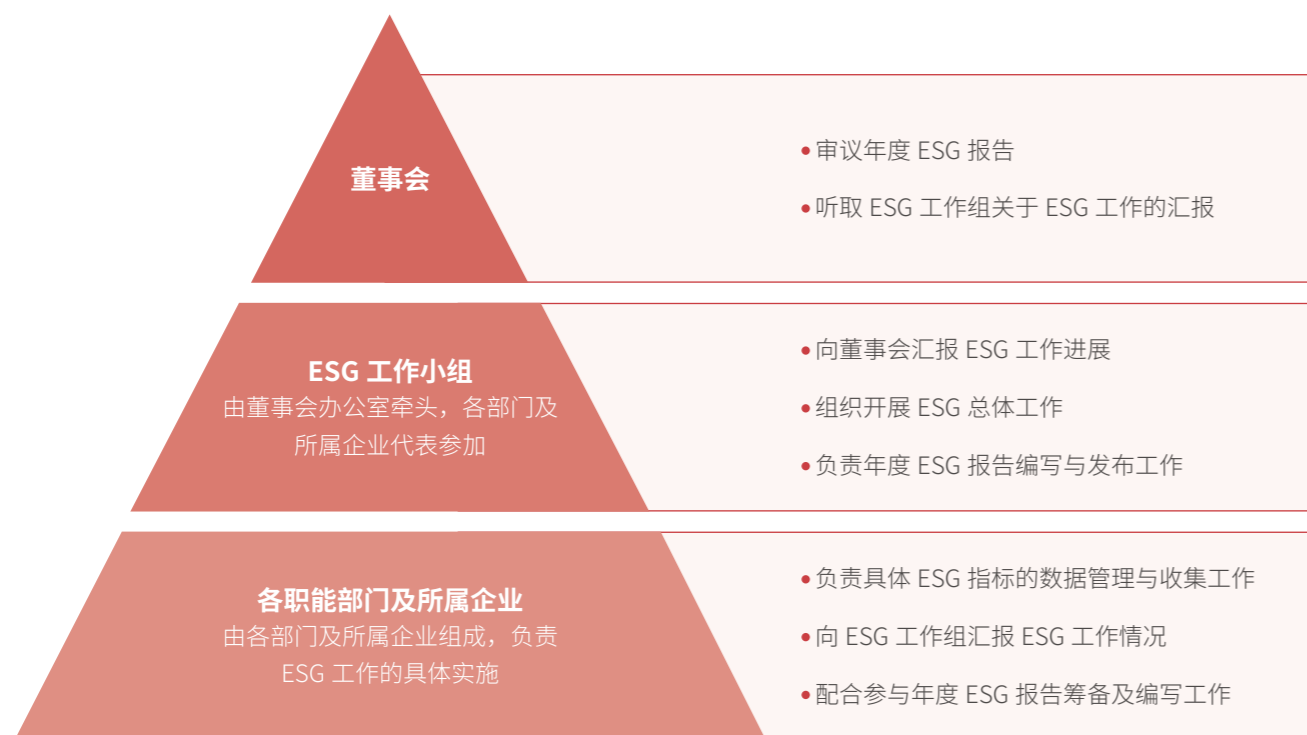 董事会
• 审议年度 ESG 报告
• 听取 ESG 工作组关于 ESG 工作的汇报
ESG 工作小组
由董事会办公室牵头，各部门及
所属企业代表参加
• 向董事会汇报 ESG 工作进展
• 组织开展 ESG 总体工作
• 负责年度 ESG 报告编写与发布工作
各职能部门及所属企业
由各部门及所属企业组成，负责
ESG 工作的具体实施
• 负责具体 ESG 指标的数据管理与收集工作
• 向 ESG 工作组汇报 ESG 工作情况
• 配合参与年度 ESG 报告筹备及编写工作